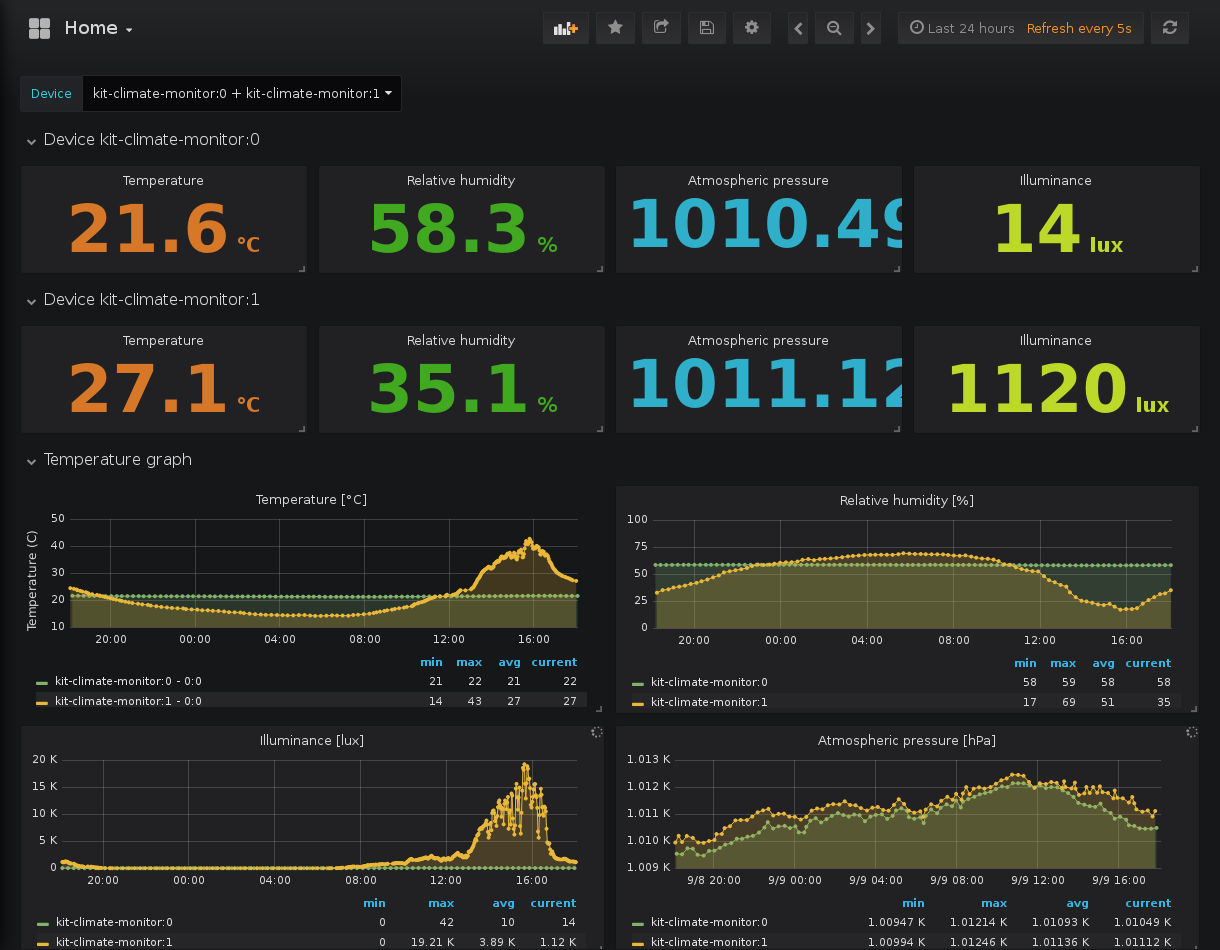 Home
Last 24 hours Refresh every 5s
Device kit-climate-monitor:0 + kit-climate-monitor:1
Device kit-climate-monitor:0
Temperature Relative humidity Atmospheric pressure Illuminance
21.6 °C 58.3 % 1010.49 14 lux
Device kit-climate-monitor:1
Temperature Relative humidity Atmospheric pressure Illuminance
27.1 °C 35.1 % 1011.12 1120 lux
Temperature graph
Temperature [°C]
Temperature (C)
50
40
30
20
10
20:00 00:00 04:00 08:00 12:00 16:00
min max avg current
kit-climate-monitor:0 - 0:0 21 22 21 22
kit-climate-monitor:1 - 0:0 14 43 27 27
Relative humidity [%]
100
75
50
25
0
20:00 00:00 04:00 08:00 12:00 16:00
min max avg current
kit-climate-monitor:0 58 59 58 58
kit-climate-monitor:1 17 69 51 35
Illuminance [lux]
20 K
15 K
10 K
5 K
0
20:00 00:00 04:00 08:00 12:00 16:00
min max avg current
kit-climate-monitor:0 0 42 10 14
kit-climate-monitor:1 0 19.21 K 3.89 K 1.12 K
Atmospheric pressure [hPa]
1.013 K
1.012 K
1.011 K
1.010 K
1.009 K
9/8 20:00 9/9 00:00 9/9 04:00 9/9 08:00 9/9 12:00 9/9 16:00
min max avg current
kit-climate-monitor:0 1.00947 K 1.01214 K 1.01093 K 1.01049 K
kit-climate-monitor:1 1.00994 K 1.01246 K 1.01136 K 1.01112 K